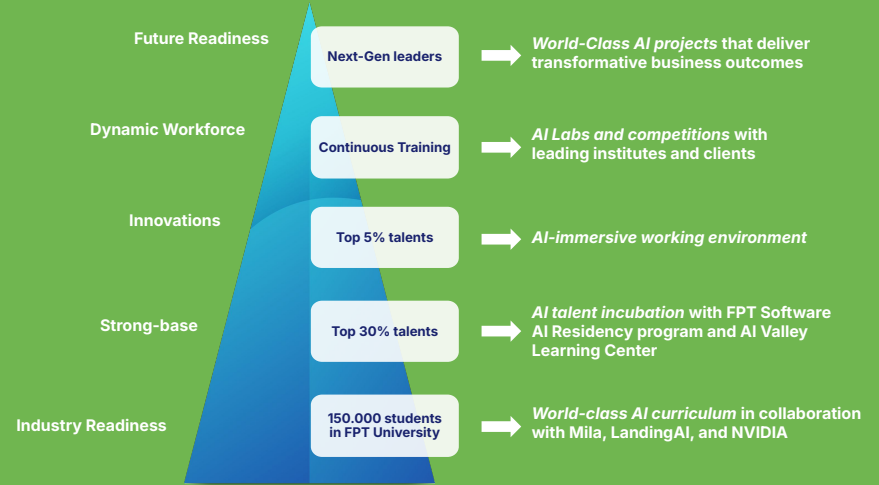 Future Readiness
Next-Gen leaders
World-Class AI projects that deliver
transformative business outcomes
Dynamic Workforce
Continuous Training
AI Labs and competitions with
leading institutes and clients
Innovations
Top 5% talents
AI-immersive working environment
Strong-base
Top 30% talents
AI talent incubation with FPT Software
AI Residency program and AI Valley
Learning Center
Industry Readiness
150.000 students
in FPT University
World-class AI curriculum in collaboration
with Mila, LandingAI, and NVIDIA